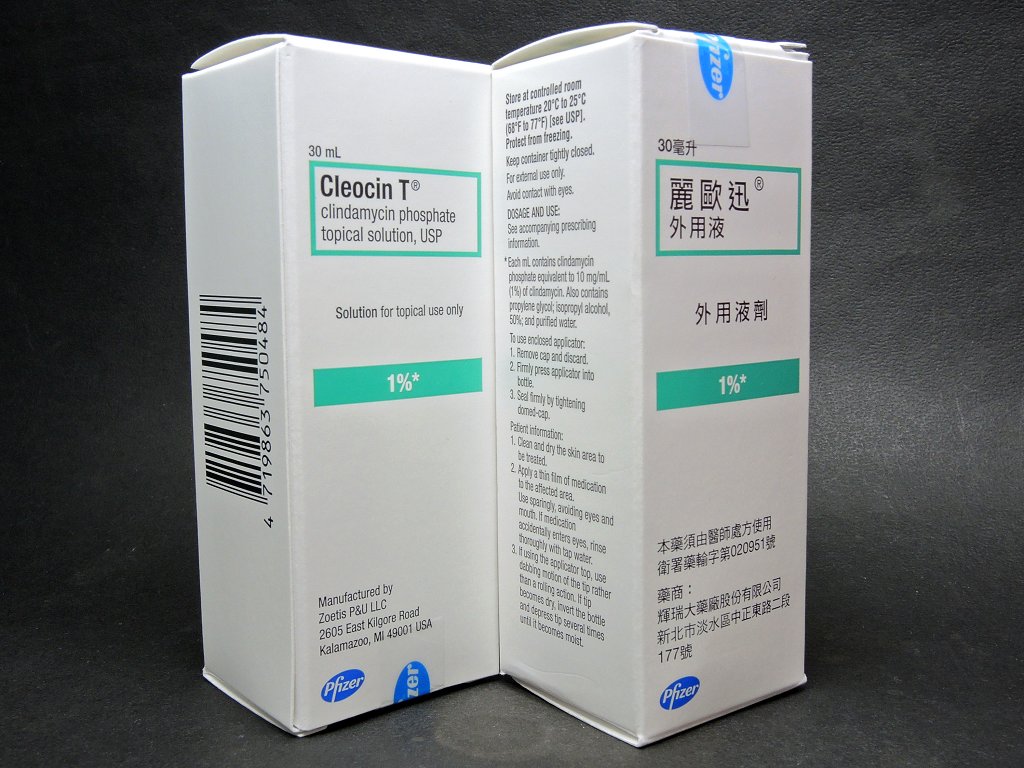 4 719863 750484
30 mL
Cleocin T®
clindamycin phosphate
topical solution, USP
Solution for topical use only
1%*
Manufactured by
Zoetis P&U LLC
2605 East Kilgore Road
Kalamazoo, MI 49001 USA
Pfizer
zer
Store at controlled room
temperature 20°C to 25°C
(68°F to 77°F) [see USP].
Protect from freezing.
Keep container tightly closed.
For external use only.
Avoid contact with eyes.
DOSAGE AND USE:
See accompanying prescribing
information.
*Each mL contains clindamycin
phosphate equivalent to 10 mg/mL
(1%) of clindamycin. Also contains
propylene glycol; isopropyl alcohol,
50%; and purified water.
To use enclosed applicator:
1. Remove cap and discard.
2. Firmly press applicator into
bottle.
3. Seal firmly by tightening
domed-cap.
Patient information:
1. Clean and dry the skin area to
be treated.
2. Apply a thin film of medication
to the affected area.
Use sparingly, avoiding eyes and
mouth. If medication
accidentally enters eyes, rinse
thoroughly with tap water.
3. If using the applicator top, use
dabbing motion of the tip rather
than a rolling action. If tip
becomes dry, invert the bottle
and depress tip several times
until it becomes moist.
Pfizer
30毫升
麗歐迅®
外用液
外用液劑
1%*
本藥須由醫師處方使用
衛署藥輸字第020951號
藥商：
輝瑞大藥廠股份有限公司
新北市淡水區中正東路二段
177號
Pfizer